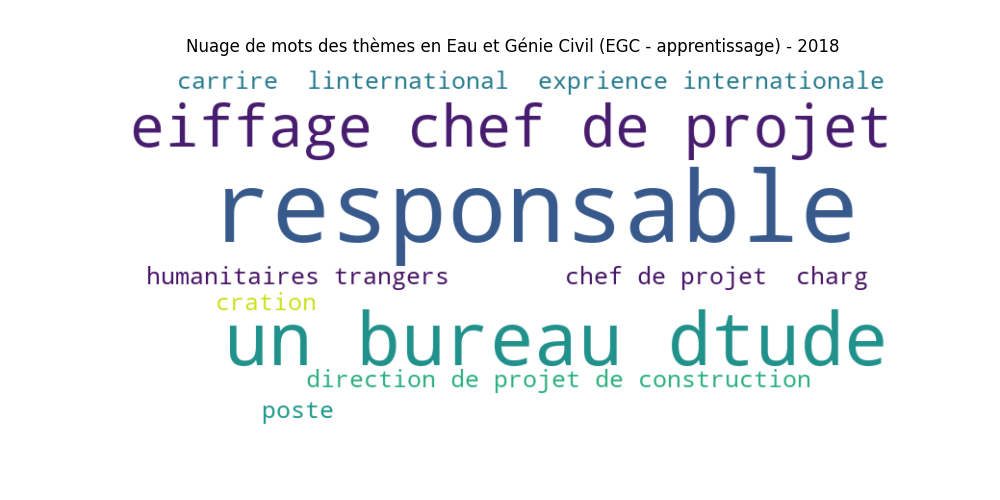 Nuage de mots des thèmes en Eau et Génie Civil (EGC - apprentissage) - 2018
carrire linternational exprience internationale
eiffage chef de projet
responsable
humanitaires trangers chef de projet charg
cration
un bureau dtude
direction de projet de construction
poste